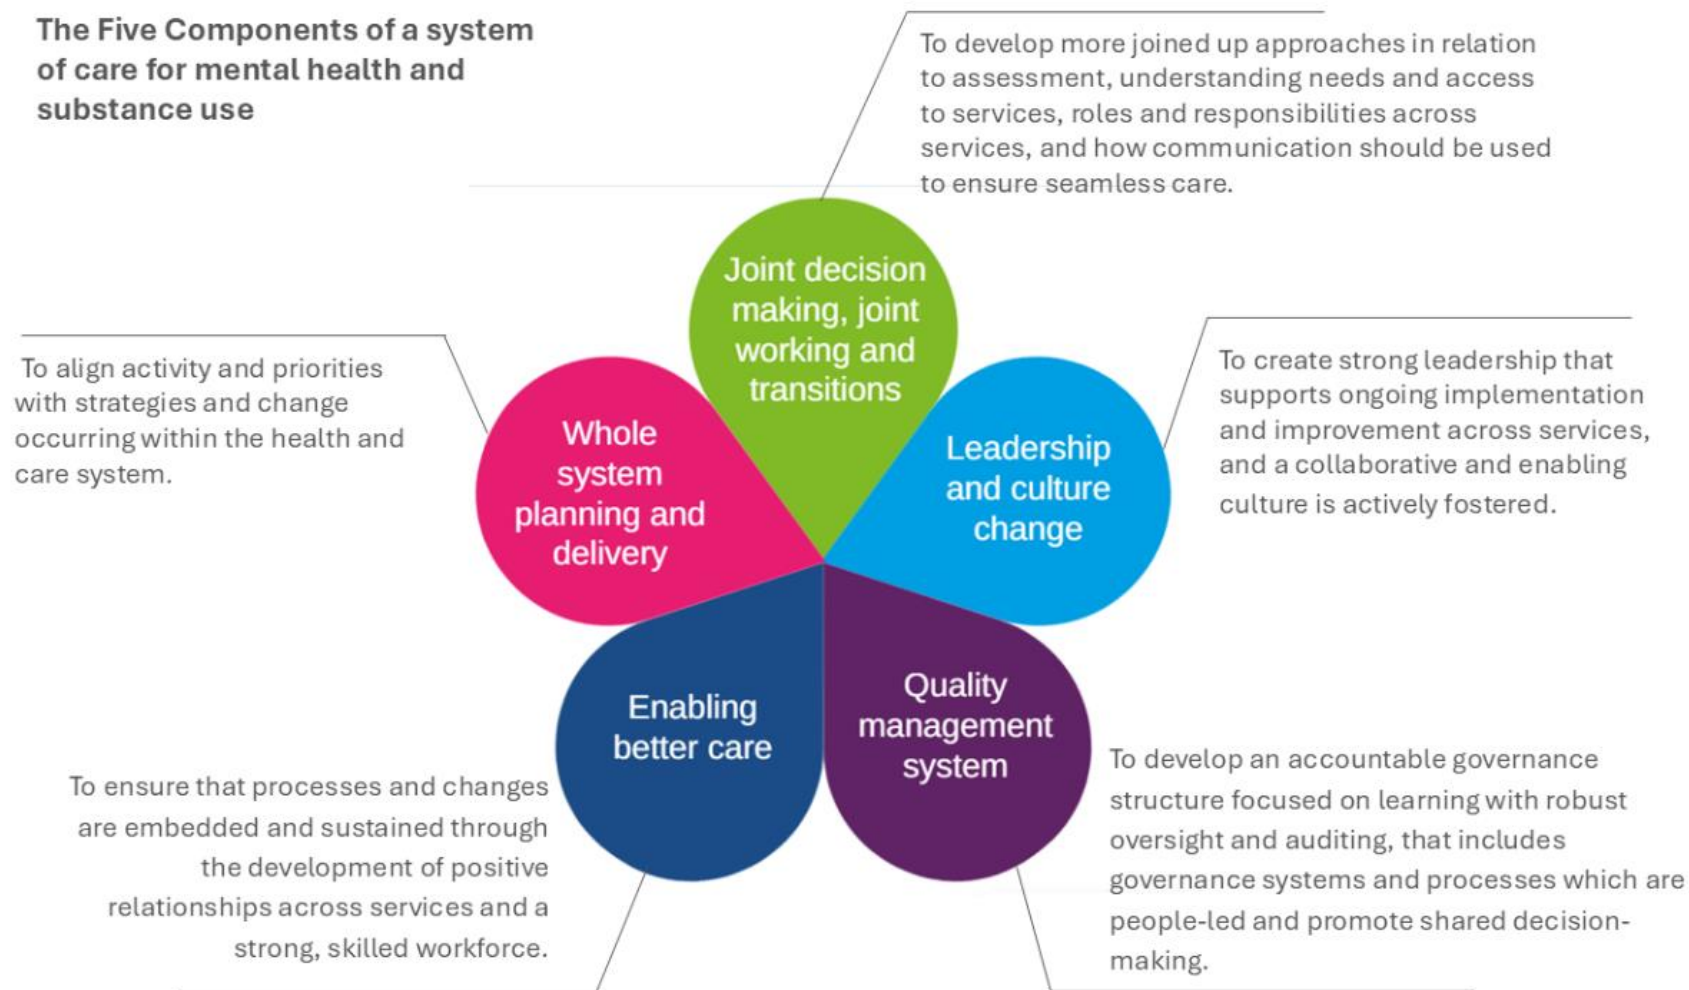 The Five Components of a system
of care for mental health and
substance use
To develop more joined up approaches in relation
to assessment, understanding needs and access
to services, roles and responsibilities across
services, and how communication should be used
to ensure seamless care.
Joint decision
making, joint
working and
transitions
To align activity and priorities
with strategies and change
occurring within the health and
care system.
Whole
system
planning and
delivery
Leadership
and culture
change
To create strong leadership that
supports ongoing implementation
and improvement across services,
and a collaborative and enabling
culture is actively fostered.
Enabling
better care
To ensure that processes and changes
are embedded and sustained through
the development of positive
relationships across services and a
strong, skilled workforce.
Quality
management
system
To develop an accountable governance
structure focused on learning with robust
oversight and auditing, that includes
governance systems and processes which are
people-led and promote shared decision-
making.